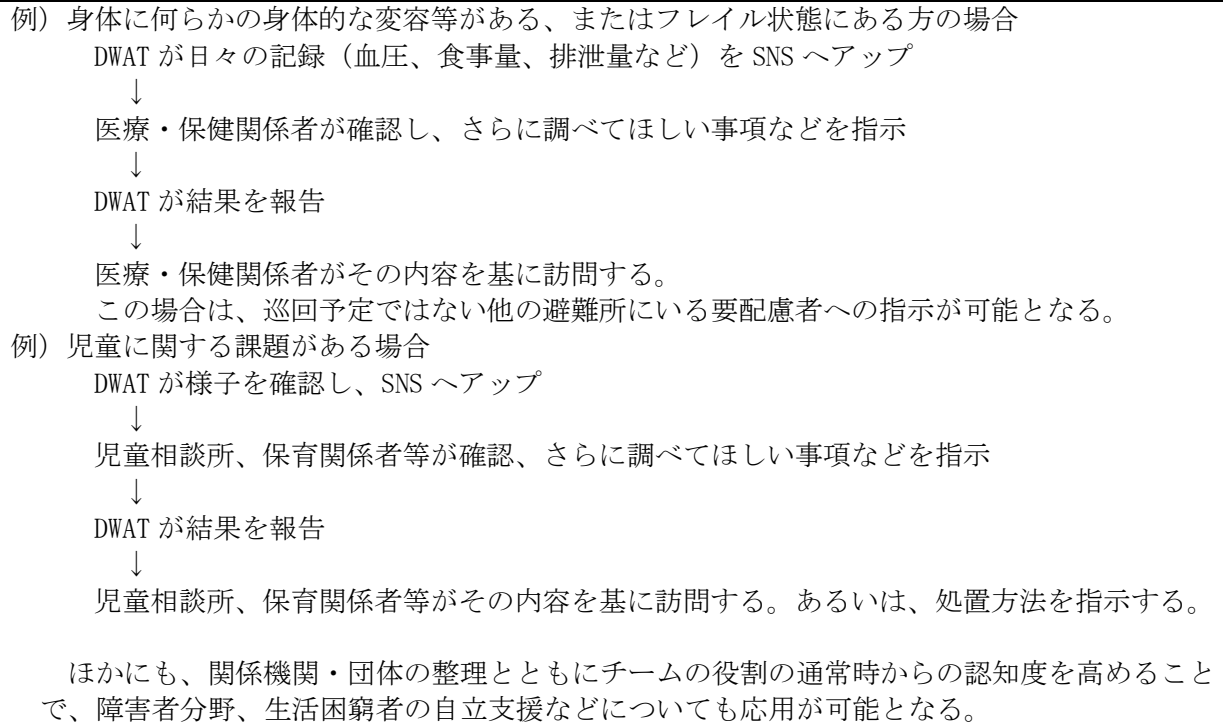 例）身体に何らかの身体的な変容等がある、またはフレイル状態にある方の場合
DWAT が日々の記録（血圧、食事量、排泄量など）を SNS へアップ
↓
医療・保健関係者が確認し、さらに調べてほしい事項などを指示
↓
DWAT が結果を報告
↓
医療・保健関係者がその内容を基に訪問する。
この場合は、巡回予定ではない他の避難所にいる要配慮者への指示が可能となる。
例）児童に関する課題がある場合
DWAT が様子を確認し、SNS へアップ
↓
児童相談所、保育関係者等が確認、さらに調べてほしい事項などを指示
↓
DWAT が結果を報告
↓
児童相談所、保育関係者等がその内容を基に訪問する。あるいは、処置方法を指示する。
ほかにも、関係機関・団体の整理とともにチームの役割の通常時からの認知度を高めること
で、障害者分野、生活困窮者の自立支援などについても応用が可能となる。